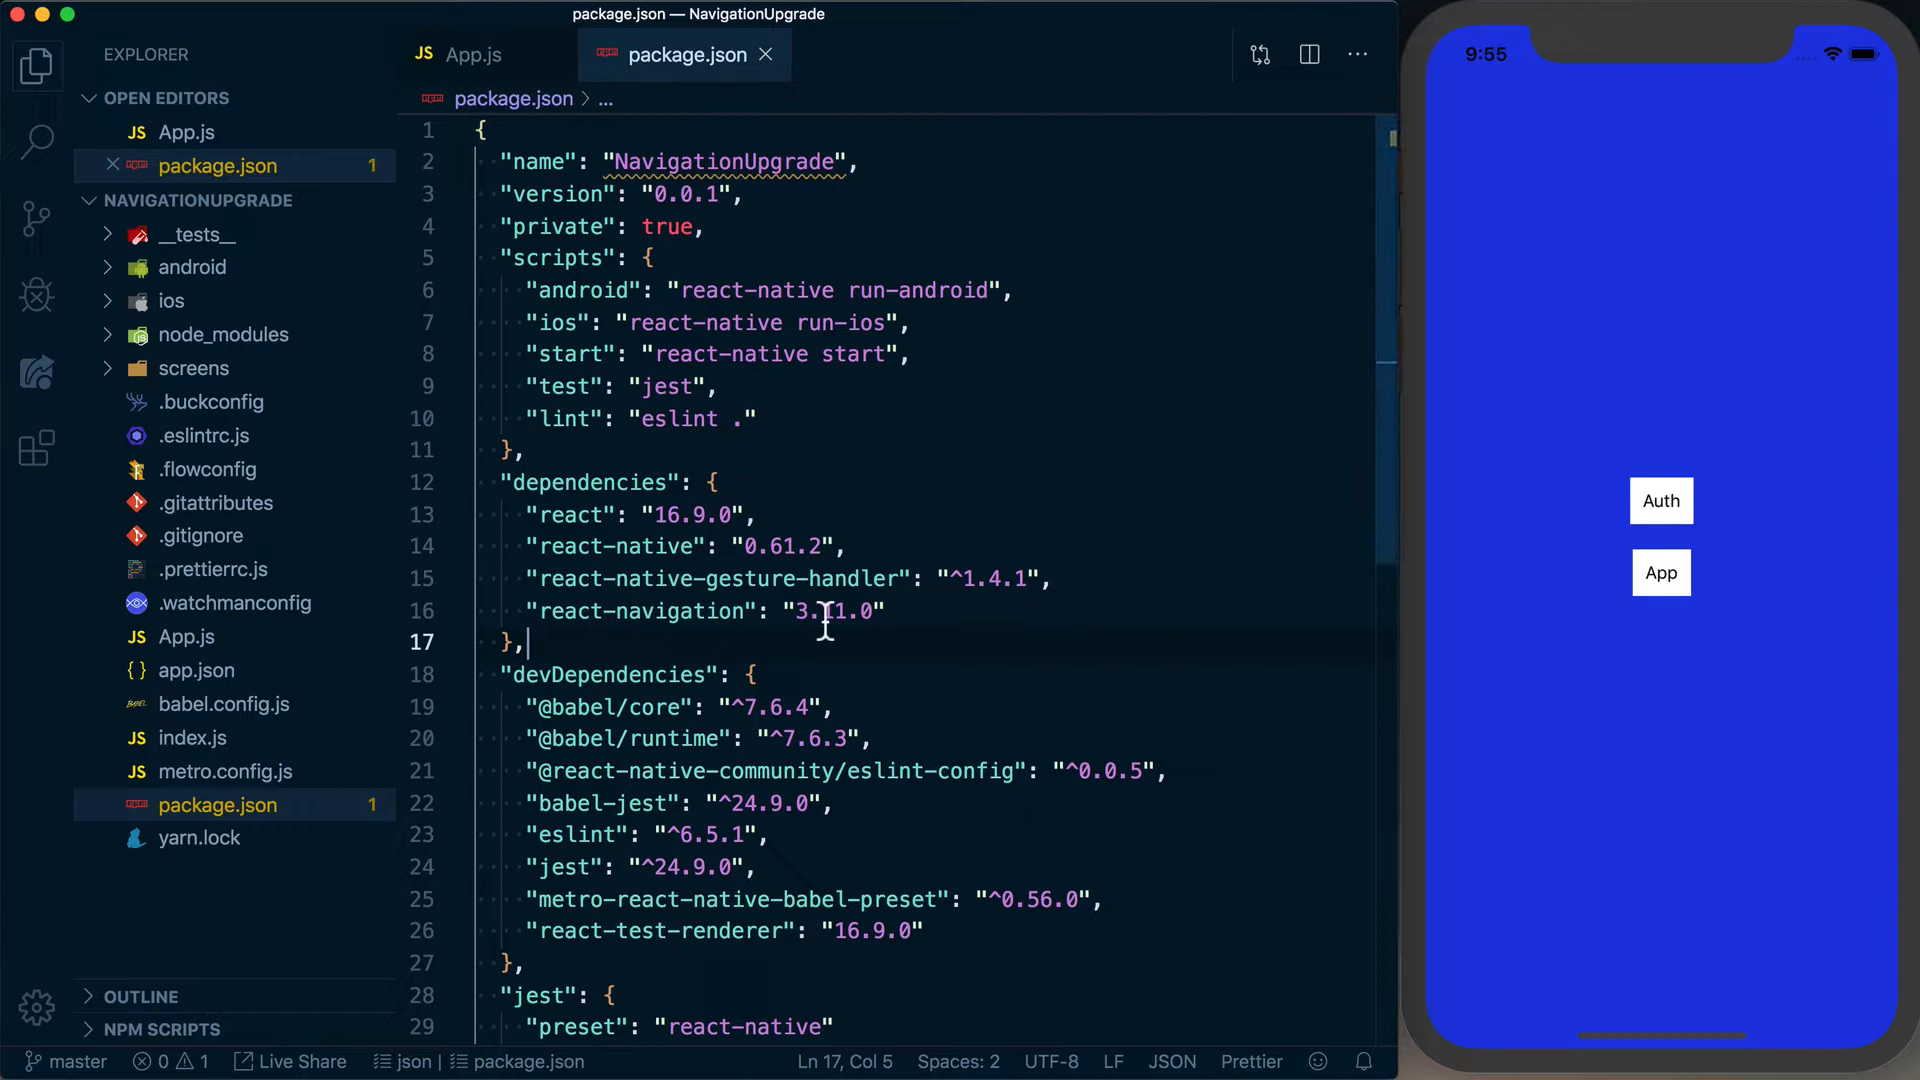 package.json — NavigationUpgrade
EXPLORER
OPEN EDITORS
JS App.js
package.json 1
NAVIGATIONUPGRADE
__tests__
android
ios
node_modules
screens
.buckconfig
.eslintrc.js
.flowconfig
.gitattributes
.gitignore
.prettierrc.js
.watchmanconfig
JS App.js
{ } app.json
babel.config.js
JS index.js
JS metro.config.js
package.json 1
yarn.lock
OUTLINE
NPM SCRIPTS
JS App.js
package.json
package.json > ...
1 {
2 "name": "NavigationUpgrade",
3 "version": "0.0.1",
4 "private": true,
5 "scripts": {
6 "android": "react-native run-android",
7 "ios": "react-native run-ios",
8 "start": "react-native start",
9 "test": "jest",
10 "lint": "eslint ."
11 },
12 "dependencies": {
13 "react": "16.9.0",
14 "react-native": "0.61.2",
15 "react-native-gesture-handler": "^1.4.1",
16 "react-navigation": "3.11.0"
17 },
18 "devDependencies": {
19 "@babel/core": "^7.6.4",
20 "@babel/runtime": "^7.6.3",
21 "@react-native-community/eslint-config": "^0.0.5",
22 "babel-jest": "^24.9.0",
23 "eslint": "^6.5.1",
24 "jest": "^24.9.0",
25 "metro-react-native-babel-preset": "^0.56.0",
26 "react-test-renderer": "16.9.0"
27 },
28 "jest": {
29 "preset": "react-native"
master 0 1 Live Share json | package.json Ln 17, Col 5 Spaces: 2 UTF-8 LF JSON Prettier
9:55
Auth
App